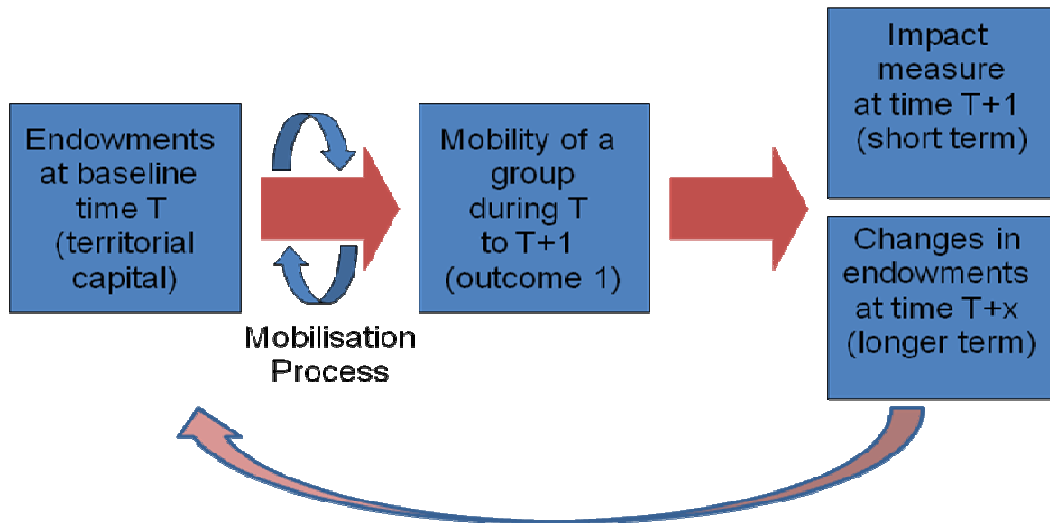 Endowments
at baseline
time T
(territorial
capital)
Mobilisation
Process
Mobility of a
group
during T
to T+1
(outcome 1)
Impact
measure
at time T+1
(short term)
Changes in
endowments
at time T+x
(longer term)